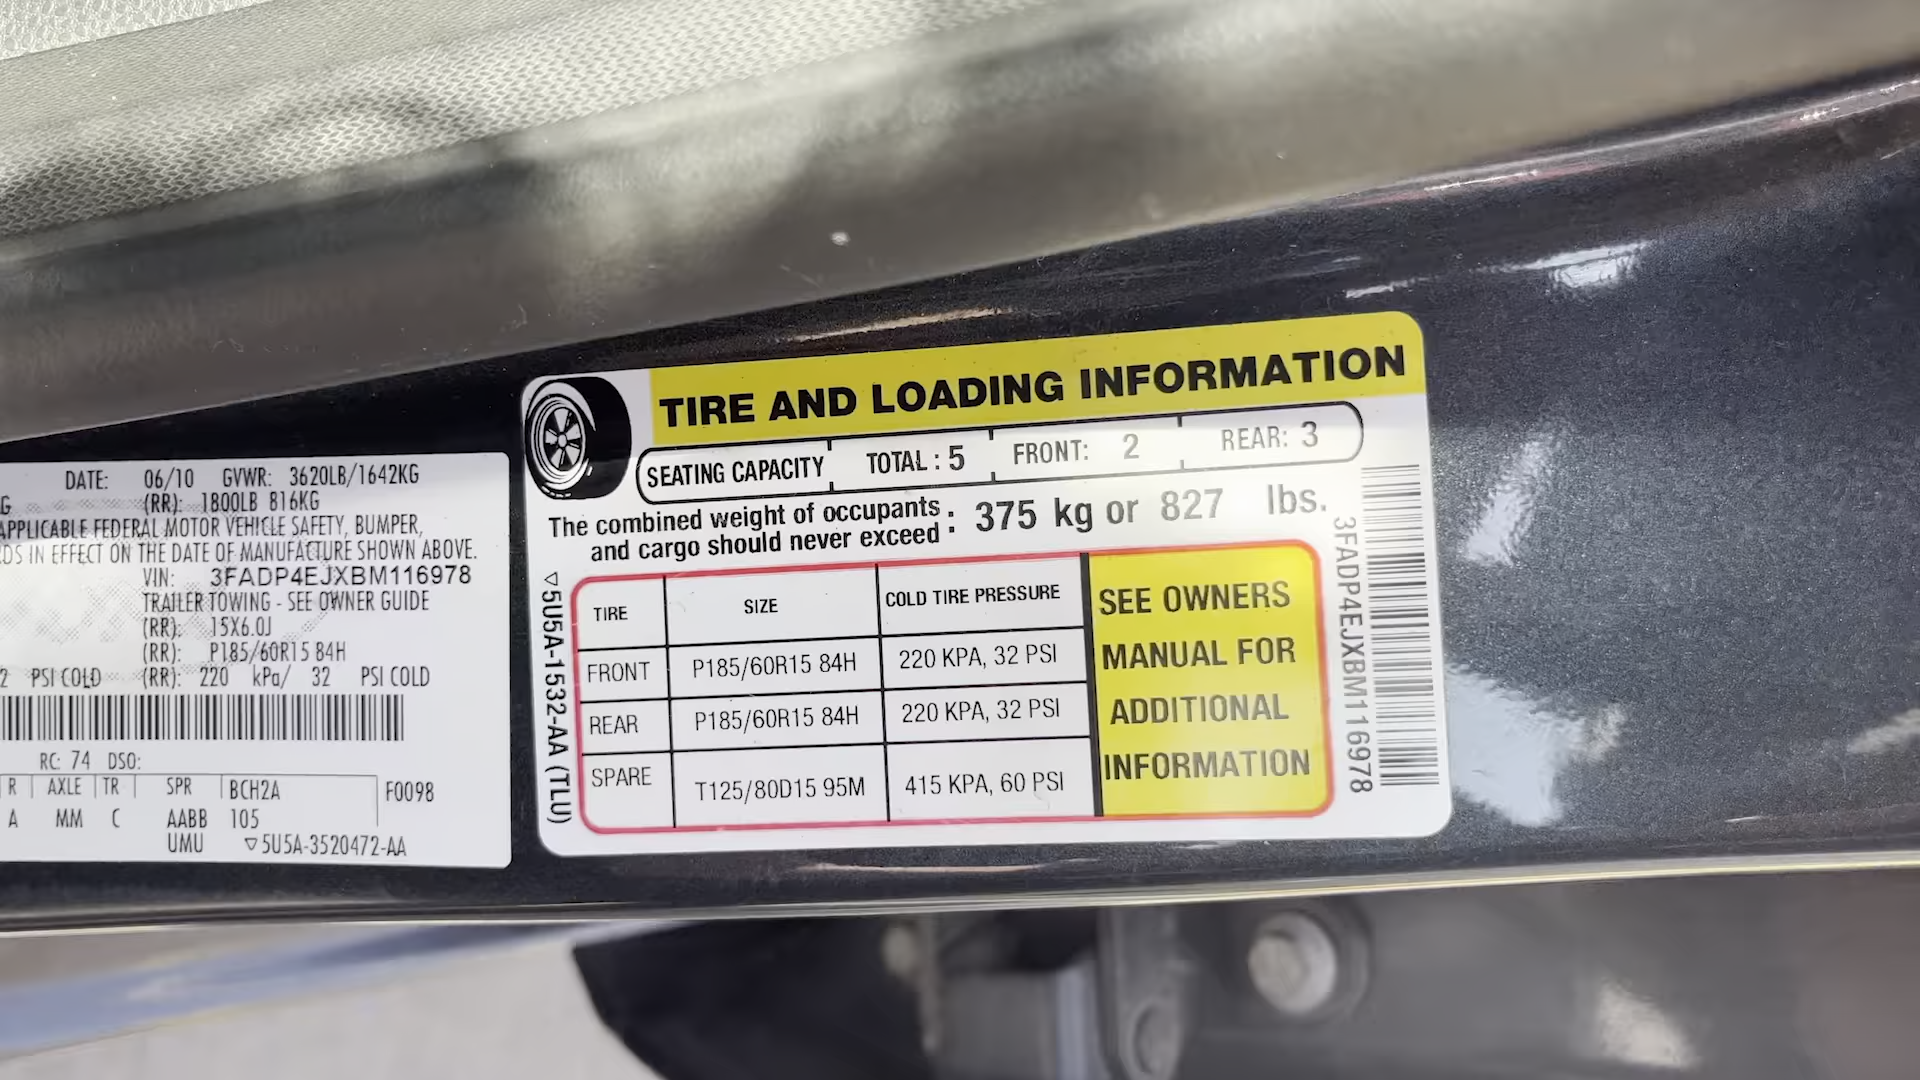 DATE: 06/10 GVWR: 3620LB/1642KG
G (RR): 1800LB 816KG
APPLICABLE FEDERAL MOTOR VEHICLE SAFETY, BUMPER,
DS IN EFFECT ON THE DATE OF MANUFACTURE SHOWN ABOVE.
VIN: 3FADP4EJXBM116978
TRAILER TOWING - SEE OWNER GUIDE
(RR): 15X6.0J
(RR): P185/60R15 84H
2 PSI COLD (RR): 220 kPa/ 32 PSI COLD
RC: 74 DSO:
R AXLE TR SPR BCH2A F0098
A MM C AABB 105
UMU ▽5U5A-3520472-AA
TIRE AND LOADING INFORMATION
SEATING CAPACITY TOTAL : 5 FRONT: 2 REAR: 3
The combined weight of occupants
and cargo should never exceed : 375 kg or 827 lbs.
TIRE SIZE COLD TIRE PRESSURE
FRONT P185/60R15 84H 220 KPA, 32 PSI
REAR P185/60R15 84H 220 KPA, 32 PSI
SPARE T125/80D15 95M 415 KPA, 60 PSI
SEE OWNERS
MANUAL FOR
ADDITIONAL
INFORMATION
▽5U5A-1532-AA (TLU)
3FADP4EJXBM116978